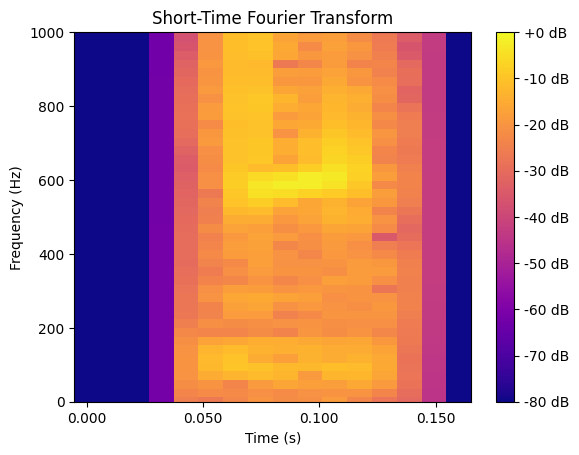 Short-Time Fourier Transform
1000
800
600
400
200
0
Frequency (Hz)
0.000
0.050
0.100
0.150
Time (s)
+0 dB
-10 dB
-20 dB
-30 dB
-40 dB
-50 dB
-60 dB
-70 dB
-80 dB